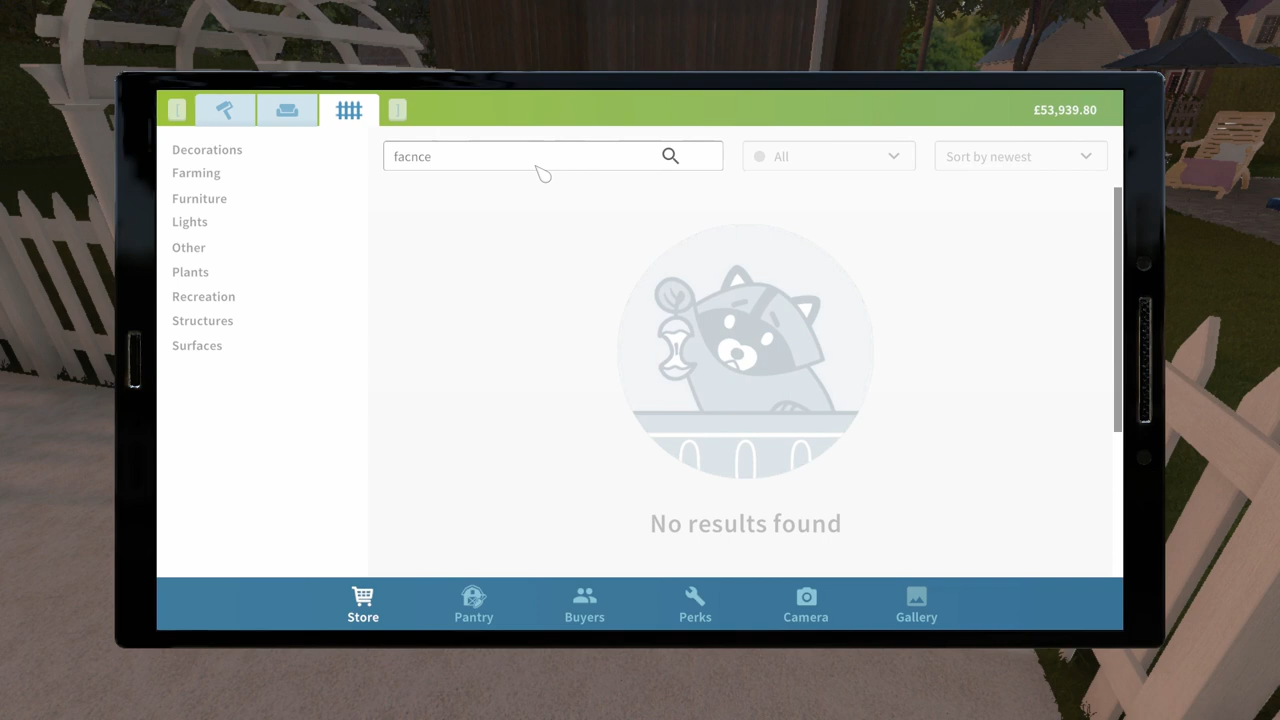 [
]
£53,939.80
Decorations
Farming
Furniture
Lights
Other
Plants
Recreation
Structures
Surfaces
facnce
All
Sort by newest
No results found
Store
Pantry
Buyers
Perks
Camera
Gallery